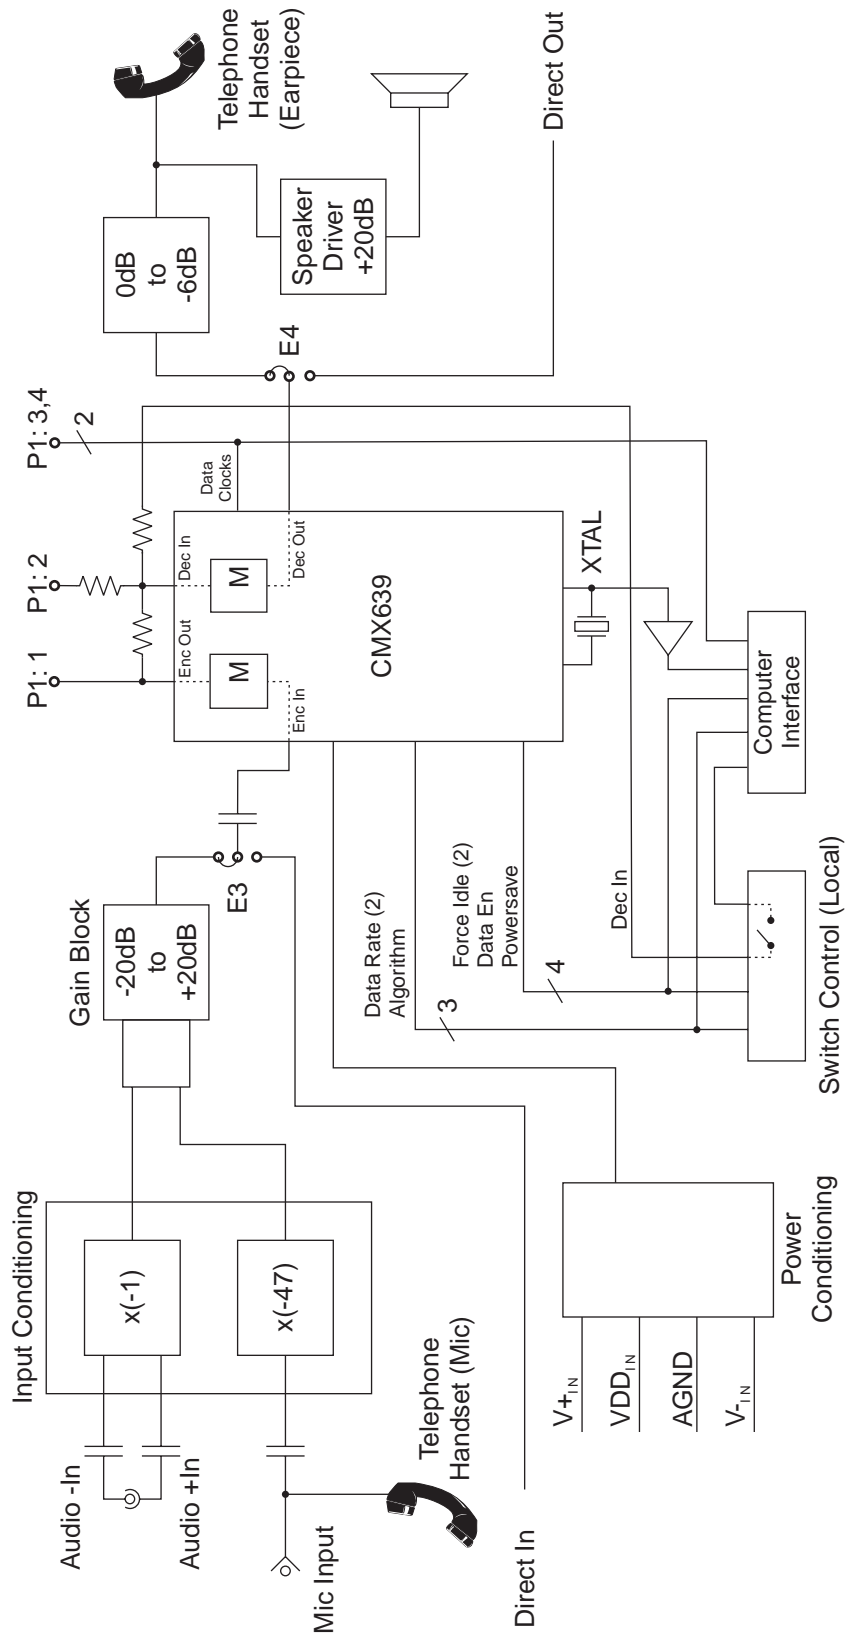 Input Conditioning
Audio -In
Audio +In
x(-1)
x(-47)
Mic Input
Telephone
Handset (Mic)
Direct In
Gain Block
-20dB
to
+20dB
E3
P1: 1
P1: 2
P1: 3,4
2
Enc Out
Dec In
Data
Clocks
M
M
Enc In
Dec Out
CMX639
XTAL
E4
0dB
to
-6dB
Telephone
Handset
(Earpiece)
Speaker
Driver
+20dB
Direct Out
Data Rate (2)
Algorithm
3
Force Idle (2)
Data En
Powersave
4
Dec In
Computer
Interface
Switch Control (Local)
V+IN
VDDIN
AGND
V-IN
Power
Conditioning